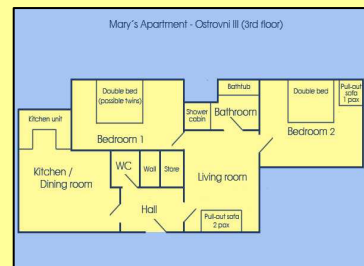 Mary´s Apartment - Ostrovni III (3rd floor)
Double bed
(possible twins)
Bathtub
Double bed
Pull-out
sofa
1 pax
Kitchen unit
Shower
cabin
Bathroom
Bedroom 1
Bedroom 2
WC
Wall
Store
Kitchen /
Dining room
Living room
Hall
Pull-out sofa
2 pax